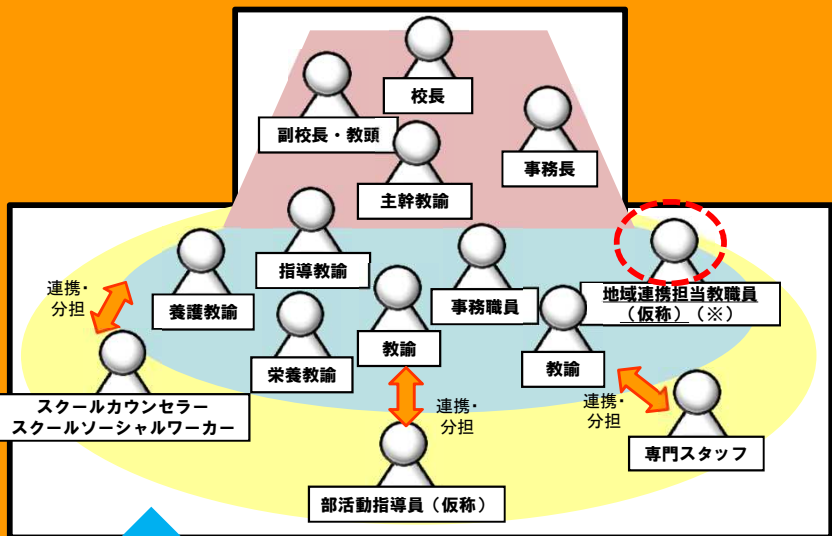 校長
副校長・教頭
事務長
主幹教諭
指導教諭
養護教諭
事務職員
地域連携担当教職員
（仮称）（※）
連携・
分担
栄養教諭
教諭
教諭
スクールカウンセラー
スクールソーシャルワーカー
連携・
分担
連携・
分担
専門スタッフ
部活動指導員（仮称）